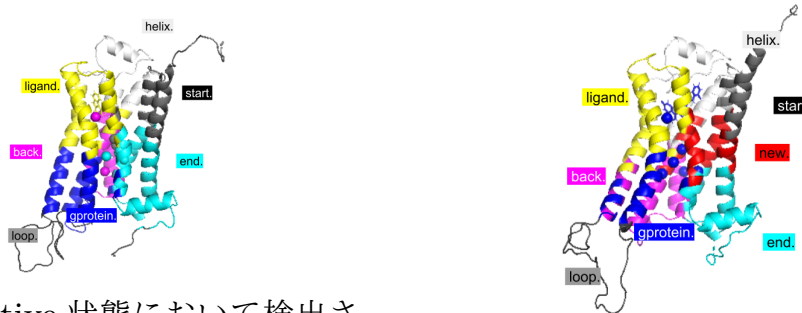 helix.
ligand.
start.
back.
end.
gprotein.
loop.
helix.
ligand.
star
new.
back.
gprotein.
end.
loop.
tive 状態において検出さ